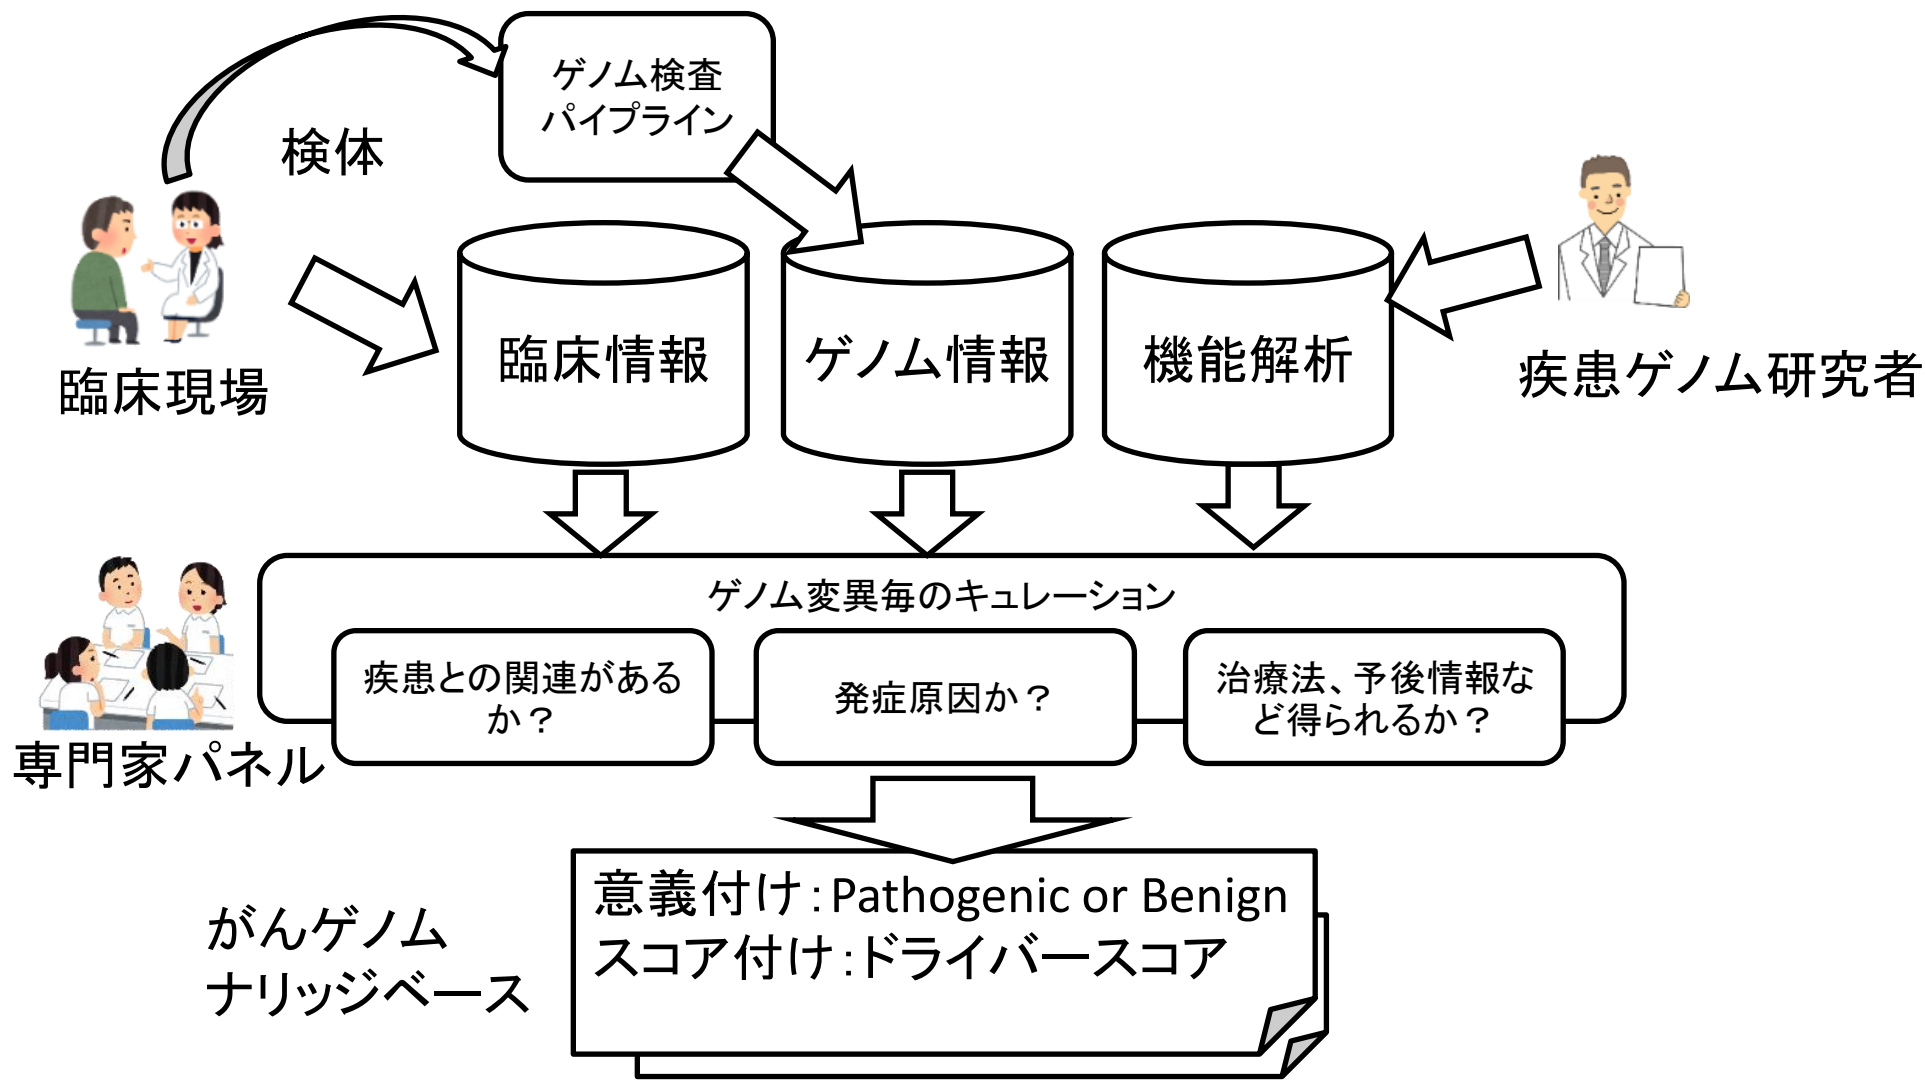 ゲノム検査
パイプライン
検体
臨床現場
臨床情報
ゲノム情報
機能解析
疾患ゲノム研究者
ゲノム変異毎のキュレーション
疾患との関連がある
か？
発症原因か？
治療法、予後情報な
ど得られるか？
専門家パネル
がんゲノム
ナリッジベース
意義付け：Pathogenic or Benign
スコア付け：ドライバースコア